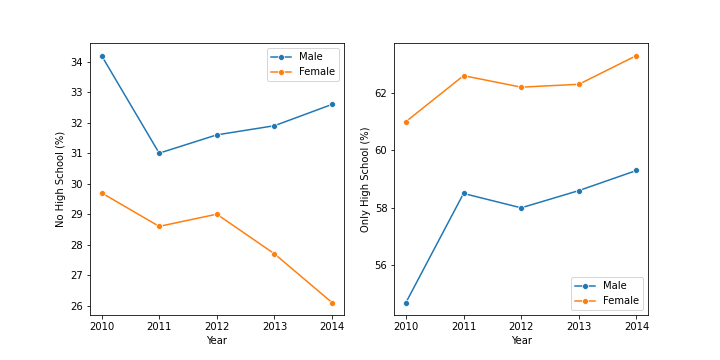 Male
Female
34
33
32
31
30
29
28
27
26
No High School (%)
2010
2011
2012
2013
2014
Year
62
60
58
56
Only High School (%)
Male
Female
2010
2011
2012
2013
2014
Year